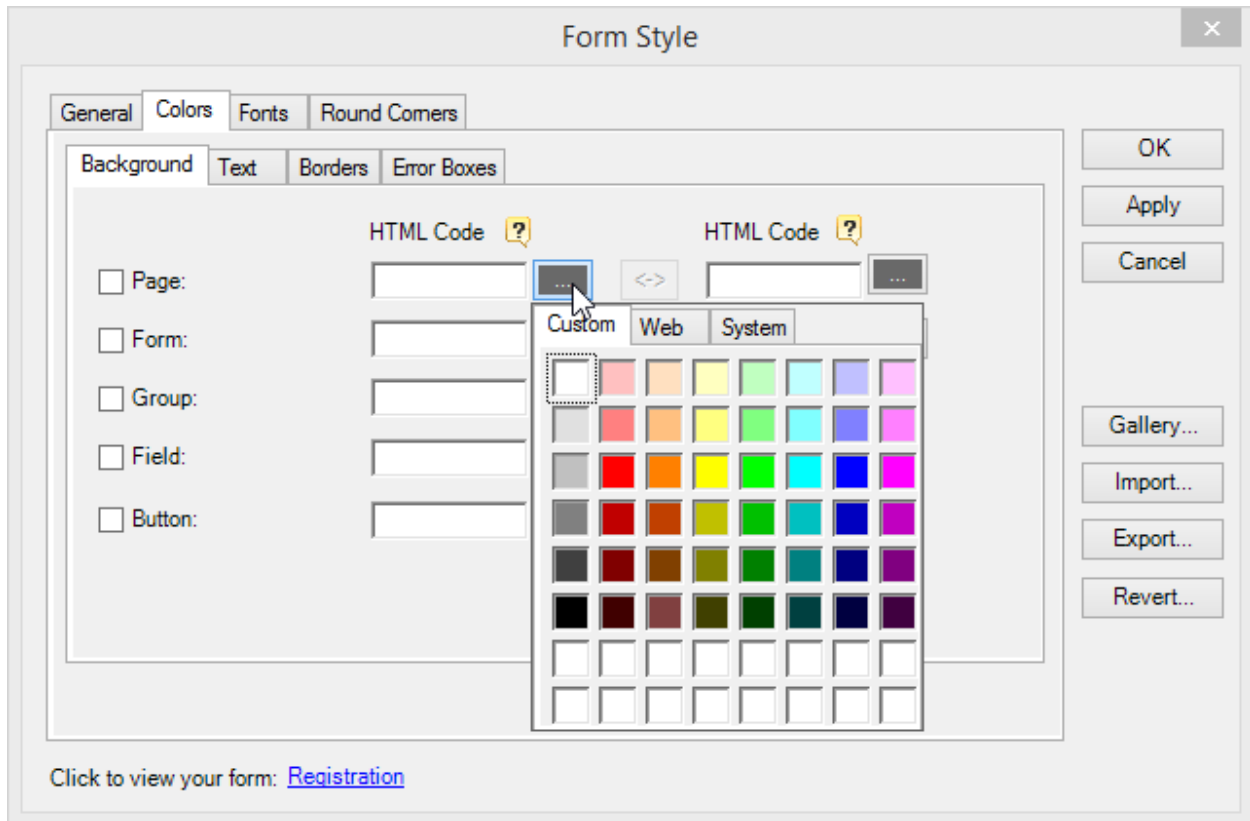 Form Style
General Colors Fonts Round Corners
Background Text Borders Error Boxes
HTML Code ? HTML Code ?
Page: ... <-> ...
Form:
Group:
Field:
Button:
Custom Web System
OK
Apply
Cancel
Gallery...
Import...
Export...
Revert...
Click to view your form: Registration